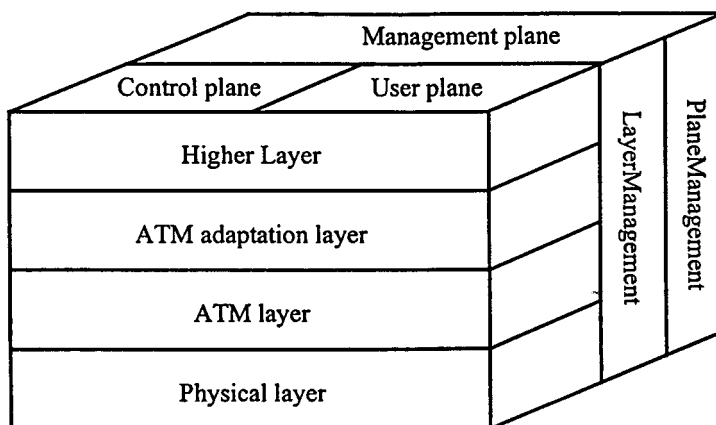 Management plane
Control plane
User plane
Higher Layer
ATM adaptation layer
ATM layer
Physical layer
LayerManagement
PlaneManagement